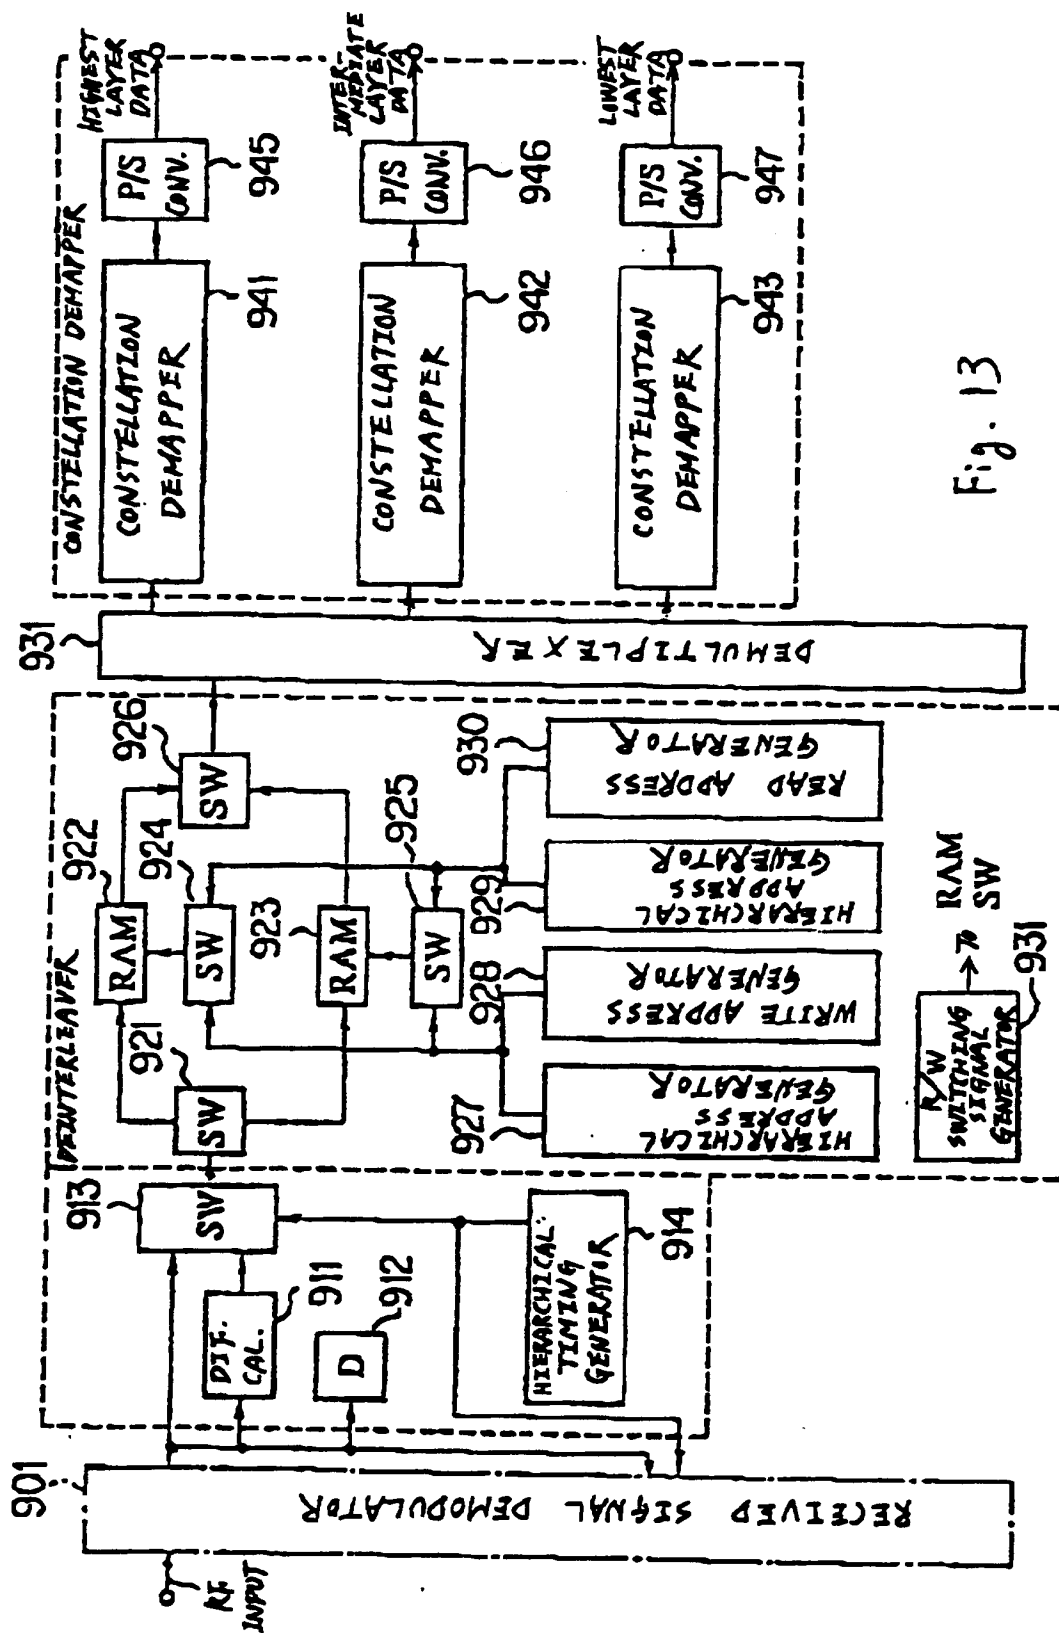 901
RF
INPUT
RECEIVED SIGNAL DEMODULATOR
DIF.
CAL.
911
D
912
SW
913
HIERARCHICAL
TIMING
GENERATOR
914
DEINTERLEAVER
SW
921
RAM
922
SW
924
RAM
923
SW
925
SW
926
927
HIERARCHICAL
ADDRESS
GENERATOR
928
WRITE ADDRESS
GENERATOR
929
HIERARCHICAL
ADDRESS
GENERATOR
930
READ ADDRESS
GENERATOR
R/W
SWITCHING
SIGNAL
GENERATOR
931
TO RAM
SW
931
DEMULTIPLEXER
CONSTELLATION DEMAPPER
CONSTELLATION
DEMAPPER
941
P/S
CONV.
945
HIGHEST
LAYER
DATA
CONSTELLATION
DEMAPPER
942
P/S
CONV.
946
INTER-
MEDIATE
LAYER
DATA
CONSTELLATION
DEMAPPER
943
P/S
CONV.
947
LOWEST
LAYER
DATA
Fig. 13